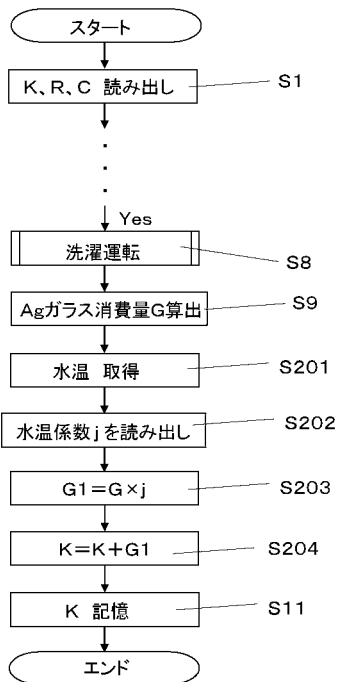 スタート
K、R、C 読み出し
S1
Yes
洗濯運転
S8
Agガラス消費量G算出
S9
水温 取得
S201
水温係数jを読み出し
S202
G1=G×j
S203
K=K+G1
S204
K 記憶
S11
エンド